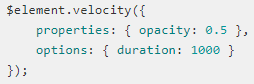 $element.velocity({
    properties: { opacity: 0.5 },
    options: { duration: 1000 }
});